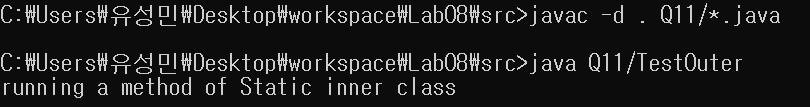 C:₩Users₩유성민₩Desktop₩workspace₩Lab08₩src>javac -d . Q11/*.java
C:₩Users₩유성민₩Desktop₩workspace₩Lab08₩src>java Q11/TestOuter
running a method of Static inner class